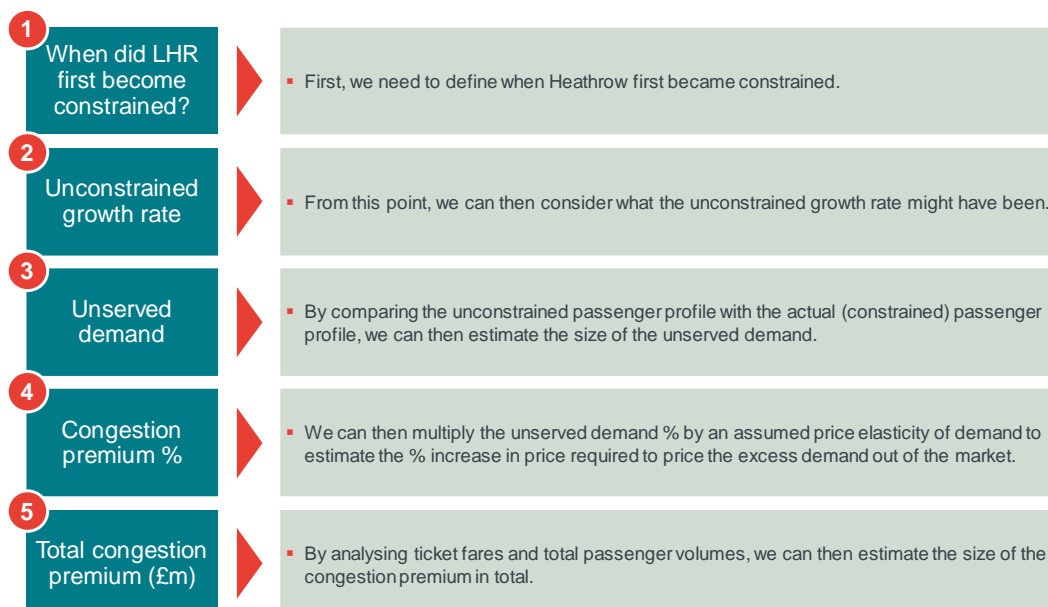 1
When did LHR
first become
constrained?
▪ First, we need to define when Heathrow first became constrained.
2
Unconstrained
growth rate
▪ From this point, we can then consider what the unconstrained growth rate might have been.
3
Unserved
demand
▪ By comparing the unconstrained passenger profile with the actual (constrained) passenger
profile, we can then estimate the size of the unserved demand.
4
Congestion
premium %
▪ We can then multiply the unserved demand % by an assumed price elasticity of demand to
estimate the % increase in price required to price the excess demand out of the market.
5
Total congestion
premium (£m)
▪ By analysing ticket fares and total passenger volumes, we can then estimate the size of the
congestion premium in total.